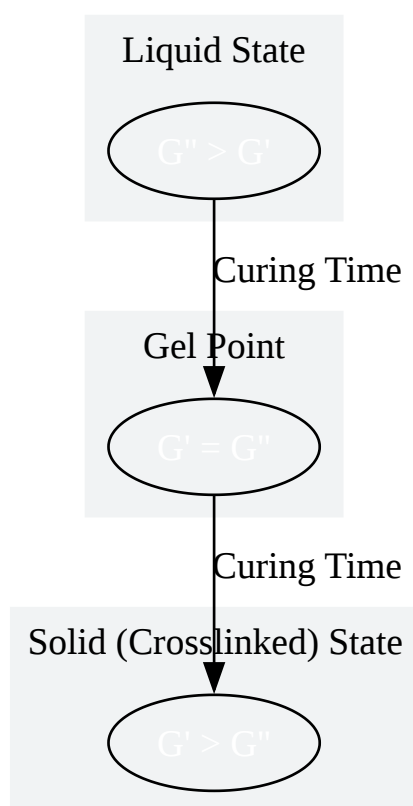 Liquid State
G" > G'
Curing Time
Gel Point
G' = G"
Curing Time
Solid (Crosslinked) State
G' > G"